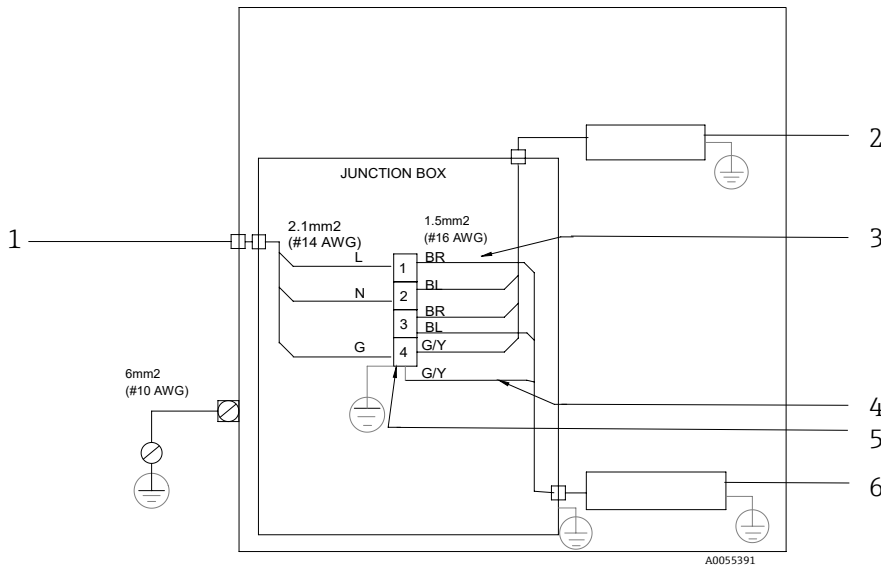 2
JUNCTION BOX
2.1mm2
(#14 AWG)
1.5mm2
(#16 AWG)
1
3
L
1
BR
N
2
BL
3
BR
BL
G
4
G/Y
G/Y
6mm2
(#10 AWG)
4
5
6
A0055391